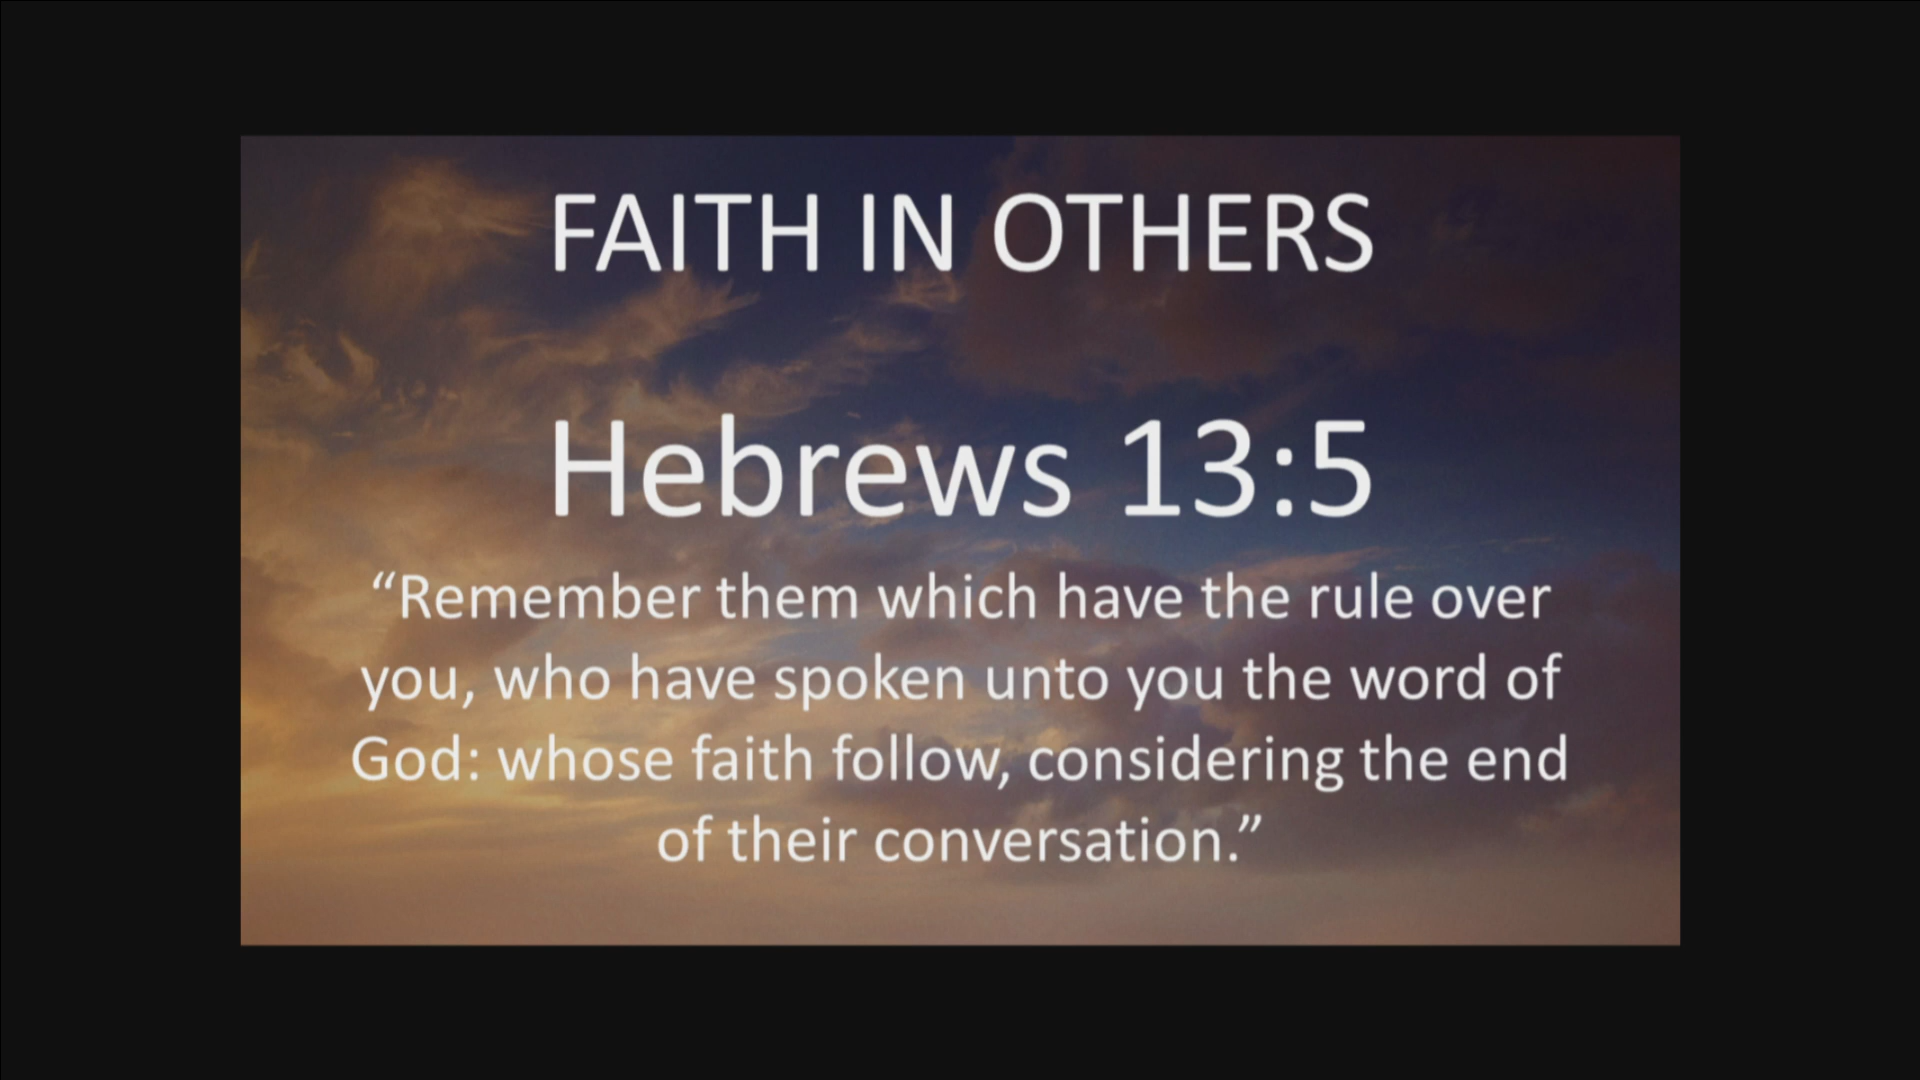 FAITH IN OTHERS
Hebrews 13:5
“Remember them which have the rule over
you, who have spoken unto you the word of
God: whose faith follow, considering the end
of their conversation.”